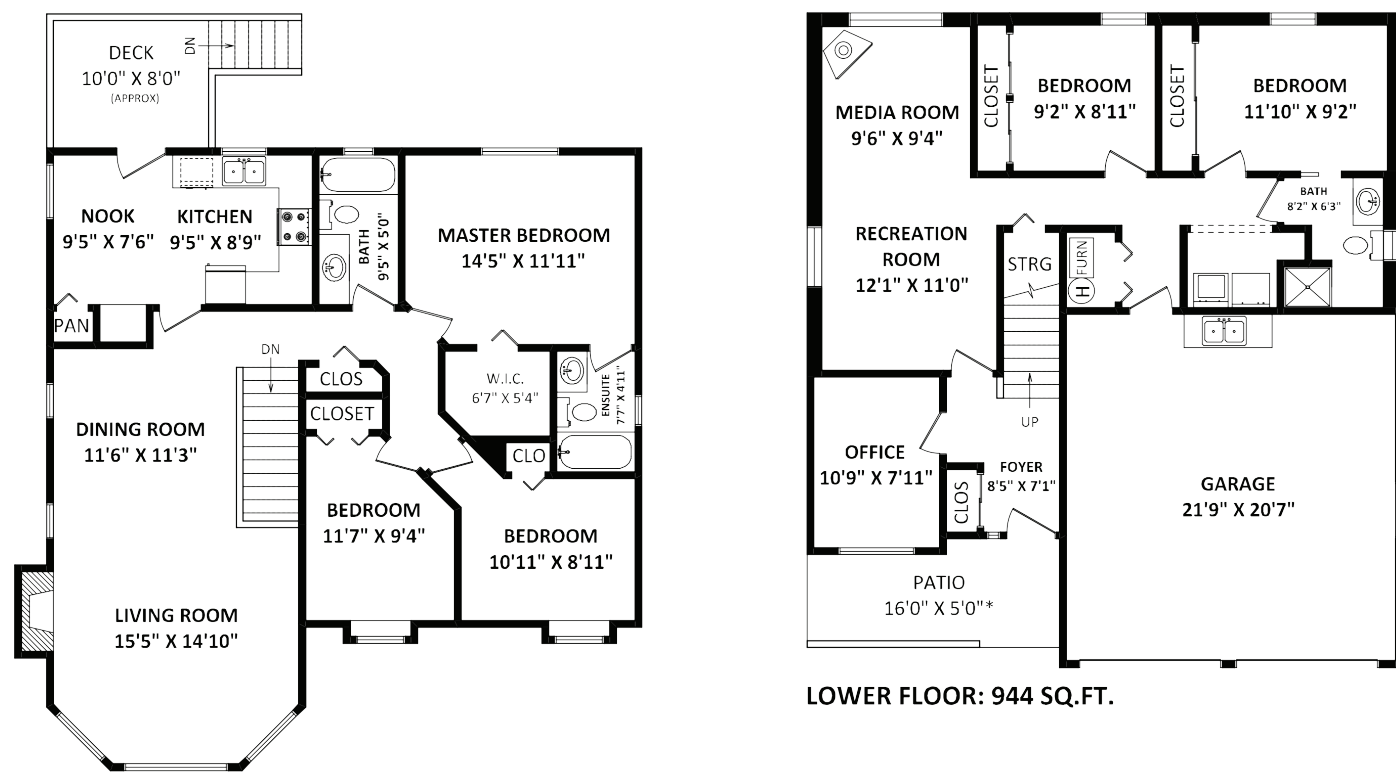 DECK
10'0" X 8'0"
(APPROX)
DN
NOOK
9'5" X 7'6"
KITCHEN
9'5" X 8'9"
BATH
9'5" X 5'0"
MASTER BEDROOM
14'5" X 11'11"
PAN
DN
CLOS
CLOSET
W.I.C.
6'7" X 5'4"
ENSUITE
7'7" X 4'11"
DINING ROOM
11'6" X 11'3"
CLO
BEDROOM
11'7" X 9'4"
BEDROOM
10'11" X 8'11"
LIVING ROOM
15'5" X 14'10"
MEDIA ROOM
9'6" X 9'4"
CLOSET
BEDROOM
9'2" X 8'11"
CLOSET
BEDROOM
11'10" X 9'2"
BATH
8'2" X 6'3"
RECREATION
ROOM
12'1" X 11'0"
STRG
FURN
H
UP
OFFICE
10'9" X 7'11"
FOYER
8'5" X 7'1"
CLOS
GARAGE
21'9" X 20'7"
PATIO
16'0" X 5'0"*
LOWER FLOOR: 944 SQ.FT.